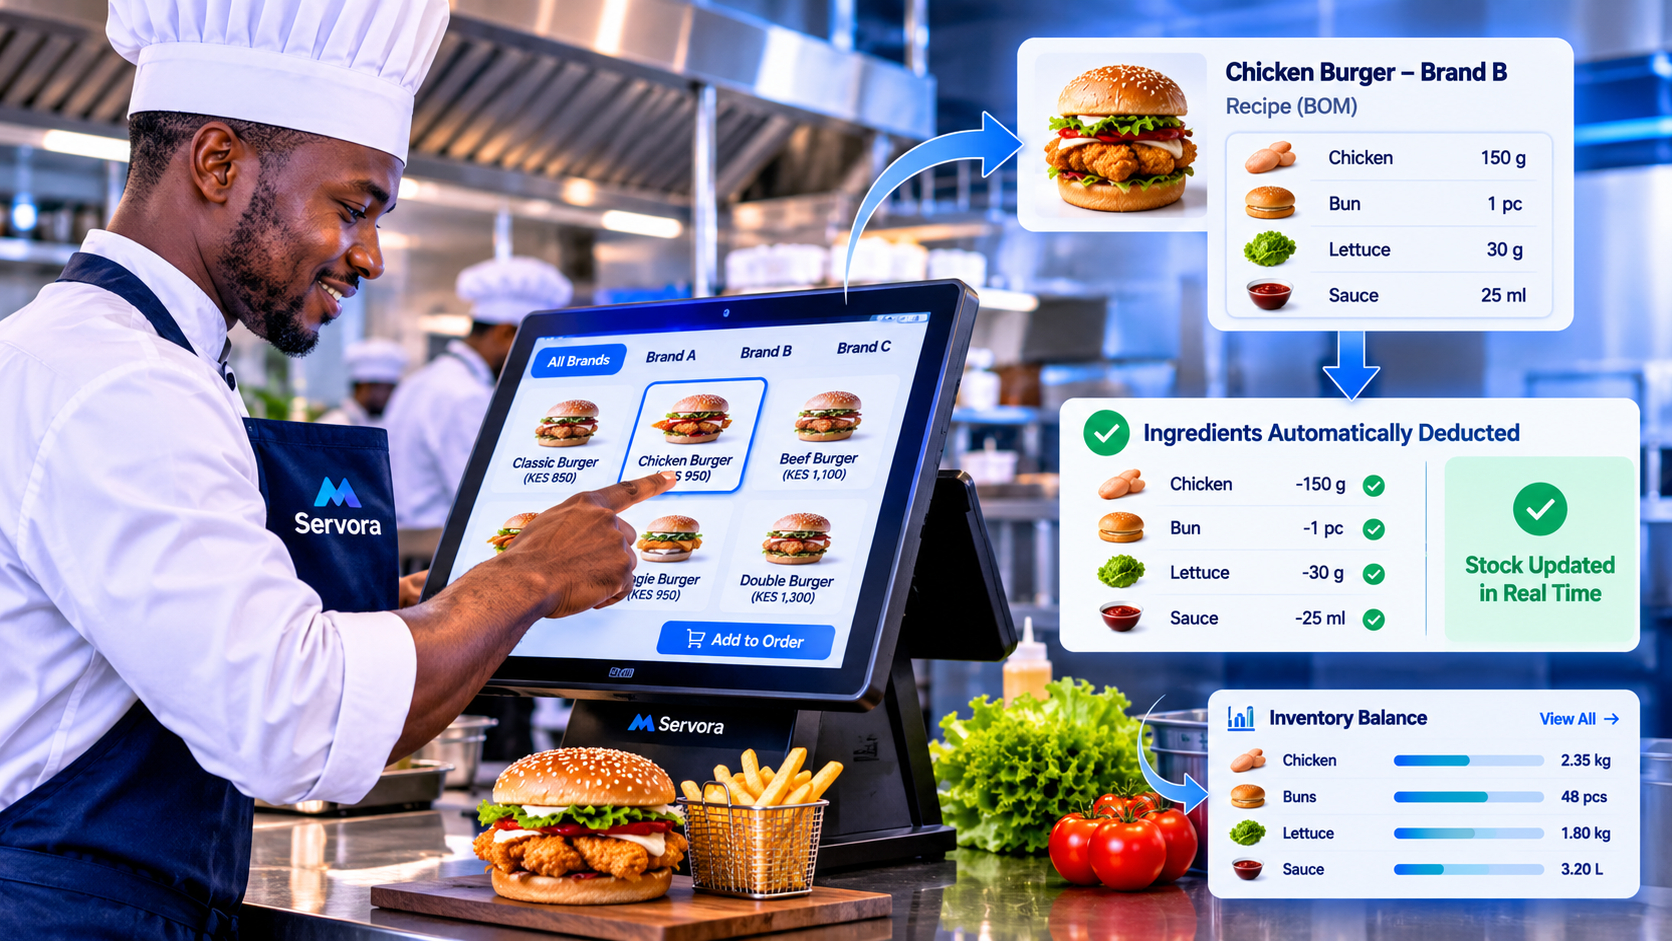 Servora
All Brands
Brand A
Brand B
Brand C
Classic Burger
(KES 850)
Chicken Burger
950)
Beef Burger
(KES 1,100)
Burger
(KES 950)
Double Burger
(KES 1,300)
Add to Order
Servora
Chicken Burger – Brand B
Recipe (BOM)
Chicken 150 g
Bun 1 pc
Lettuce 30 g
Sauce 25 ml
Ingredients Automatically Deducted
Chicken -150 g
Bun -1 pc
Lettuce -30 g
Sauce -25 ml
Stock Updated
in Real Time
Inventory Balance View All →
Chicken 2.35 kg
Buns 48 pcs
Lettuce 1.80 kg
Sauce 3.20 L